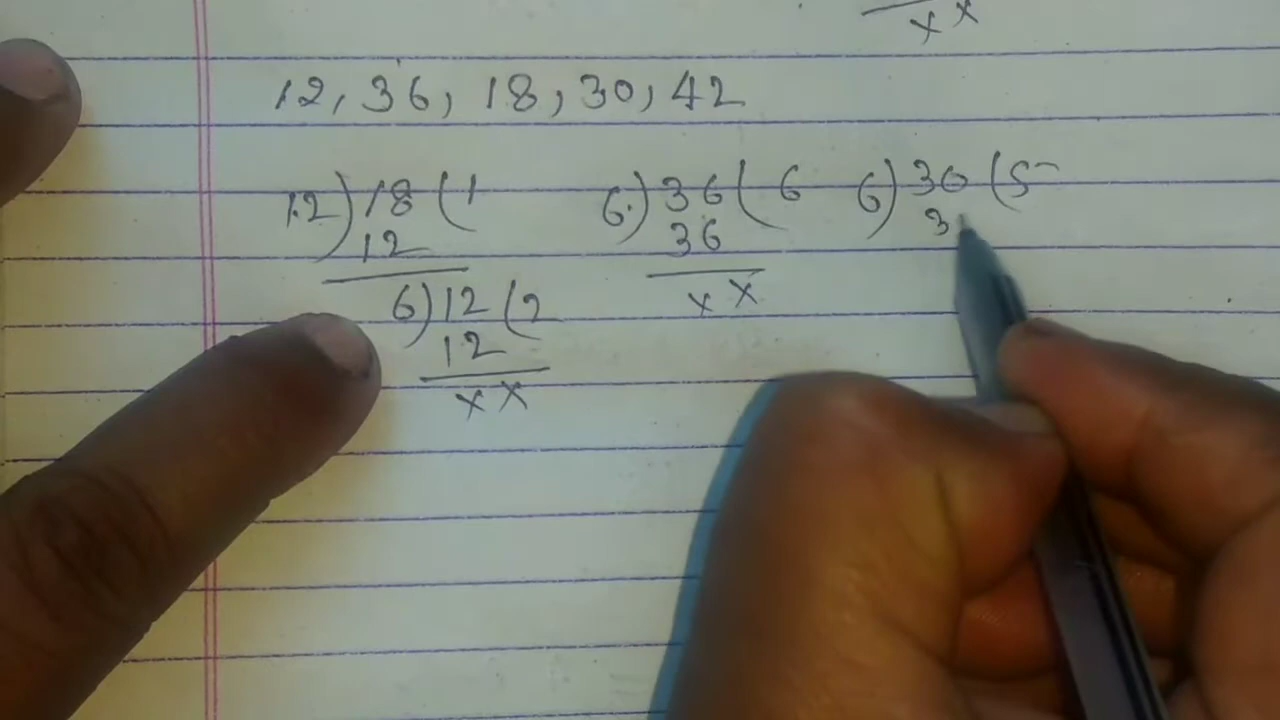 x x
12, 36, 18, 30, 42
12)18(1 6)36(6 6)30(5
12 36 3
6)12(2 x x
12
x x